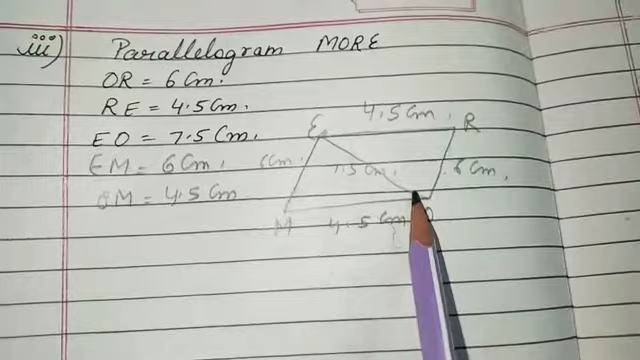 iii) Parallelogram MORE
OR = 6 Cm.
RE = 4.5 Cm.
EO = 7.5 Cm.
EM = 6 Cm.
OM = 4.5 Cm
4.5 Cm.
E
R
6 Cm.
7.5 Cm.
6 Cm.
M
4.5 Cm
O